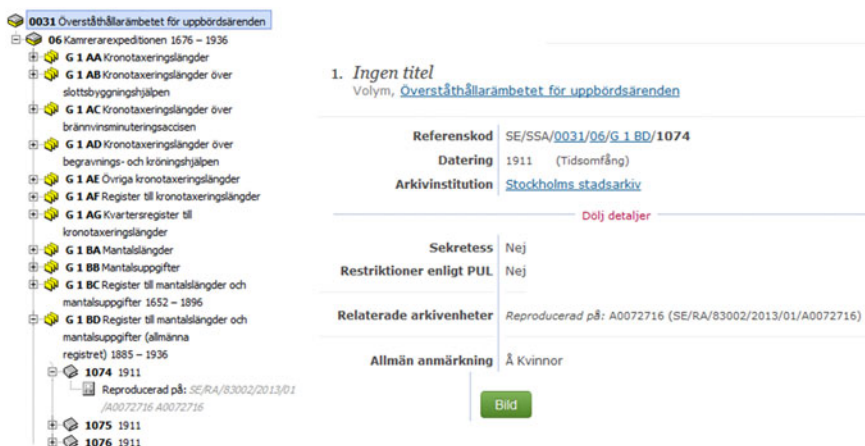 0031 Överståthållarämbetet för uppbördsärenden
06 Kamrerarexpeditionen 1676 – 1936
G 1 AA Kronotaxeringslängder
G 1 AB Kronotaxeringslängder över
slottsbyggningshjälpen
G 1 AC Kronotaxeringslängder över
brännvinsminuteringsaccisen
G 1 AD Kronotaxeringslängder över
begravnings- och kröningshjälpen
G 1 AE Övriga kronotaxeringslängder
G 1 AF Register till kronotaxeringslängder
G 1 AG Kvartersregister till
kronotaxeringslängder
G 1 BA Mantalslängder
G 1 BB Mantalsuppgifter
G 1 BC Register till mantalslängder och
mantalsuppgifter 1652 – 1896
G 1 BD Register till mantalslängder och
mantalsuppgifter (allmänna
registret) 1885 – 1936
1074 1911
Reproducerad på: SE/RA/83002/2013/01
/A0072716 A0072716
1075 1911
1076 1911
1. Ingen titel
Volym, Överståthållarämbetet för uppbördsärenden
Referenskod SE/SSA/0031/06/G 1 BD/1074
Datering 1911 (Tidsomfång)
Arkivinstitution Stockholms stadsarkiv
Dölj detaljer
Sekretess Nej
Restriktioner enligt PUL Nej
Relaterade arkivenheter Reproducerad på: A0072716 (SE/RA/83002/2013/01/A0072716)
Allmän anmärkning Å Kvinnor
Bild